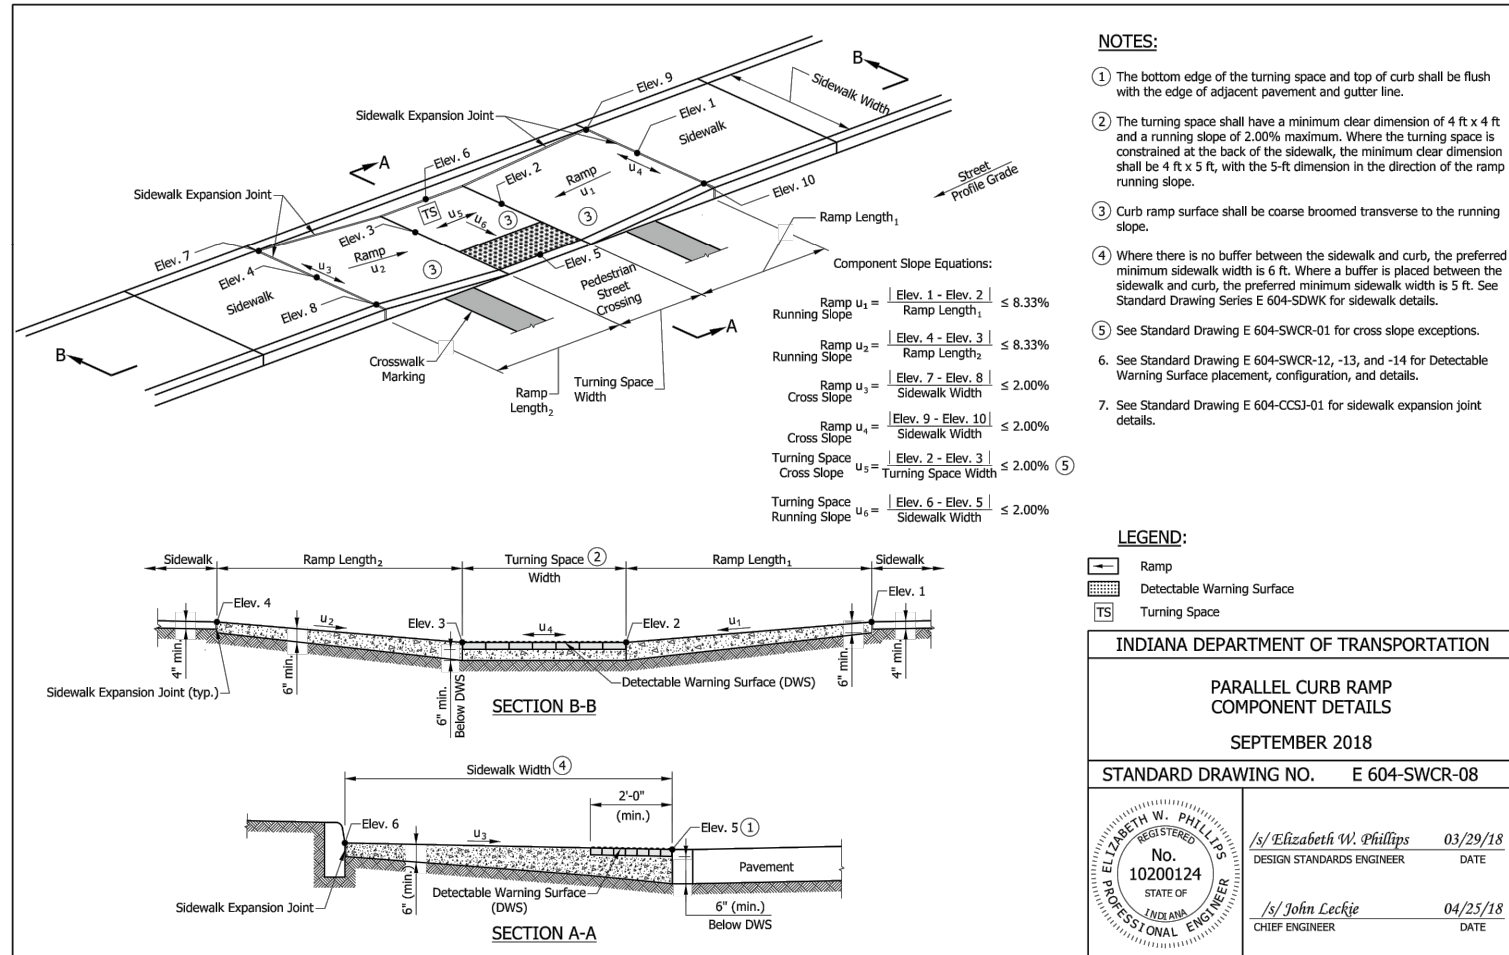 B
Elev. 9
Sidewalk Width
Elev. 1
Sidewalk Expansion Joint
Sidewalk
A
Elev. 6
u4
Elev. 2
Ramp
u1
Elev. 10
Street
Profile Grade
Sidewalk Expansion Joint
TS
u5
u6
3
3
Ramp Length1
Elev. 3
Elev. 7
Ramp
u2
Elev. 4
u3
3
Elev. 5
Sidewalk
Elev. 8
Pedestrian
Street
Crossing
A
B
Crosswalk
Marking
Ramp
Length2
Turning Space
Width
Component Slope Equations:
Ramp u1 = | Elev. 1 - Elev. 2 | ≤ 8.33%
Running Slope Ramp Length1
Ramp u2 = | Elev. 4 - Elev. 3 | ≤ 8.33%
Running Slope Ramp Length2
Ramp u3 = | Elev. 7 - Elev. 8 | ≤ 2.00%
Cross Slope Sidewalk Width
Ramp u4 = |Elev. 9 - Elev. 10| ≤ 2.00%
Cross Slope Sidewalk Width
Turning Space u5 = | Elev. 2 - Elev. 3 | ≤ 2.00% 5
Cross Slope Turning Space Width
Turning Space u6 = | Elev. 6 - Elev. 5 | ≤ 2.00%
Running Slope Sidewalk Width
NOTES:
1 The bottom edge of the turning space and top of curb shall be flush
with the edge of adjacent pavement and gutter line.
2 The turning space shall have a minimum clear dimension of 4 ft x 4 ft
and a running slope of 2.00% maximum. Where the turning space is
constrained at the back of the sidewalk, the minimum clear dimension
shall be 4 ft x 5 ft, with the 5-ft dimension in the direction of the ramp
running slope.
3 Curb ramp surface shall be coarse broomed transverse to the running
slope.
4 Where there is no buffer between the sidewalk and curb, the preferred
minimum sidewalk width is 6 ft. Where a buffer is placed between the
sidewalk and curb, the preferred minimum sidewalk width is 5 ft. See
Standard Drawing Series E 604-SDWK for sidewalk details.
5 See Standard Drawing E 604-SWCR-01 for cross slope exceptions.
6. See Standard Drawing E 604-SWCR-12, -13, and -14 for Detectable
Warning Surface placement, configuration, and details.
7. See Standard Drawing E 604-CCSJ-01 for sidewalk expansion joint
details.
Sidewalk
Ramp Length2
Turning Space 2
Width
Ramp Length1
Sidewalk
Elev. 4
u2
Elev. 3
u4
Elev. 2
u1
Elev. 1
4" min.
6" min.
6" min.
Below DWS
6" min.
4" min.
Sidewalk Expansion Joint (typ.)
Detectable Warning Surface (DWS)
SECTION B-B
Sidewalk Width 4
2'-0"
(min.)
Elev. 6
u3
Elev. 5 1
Pavement
6" (min.)
Detectable Warning Surface
(DWS)
6" (min.)
Below DWS
Sidewalk Expansion Joint
SECTION A-A
LEGEND:
Ramp
Detectable Warning Surface
TS Turning Space
INDIANA DEPARTMENT OF TRANSPORTATION
PARALLEL CURB RAMP
COMPONENT DETAILS
SEPTEMBER 2018
STANDARD DRAWING NO. E 604-SWCR-08
ELIZABETH W. PHILLIPS
REGISTERED
No.
10200124
STATE OF
INDIANA
PROFESSIONAL ENGINEER
/s/ Elizabeth W. Phillips 03/29/18
DESIGN STANDARDS ENGINEER DATE
/s/ John Leckie 04/25/18
CHIEF ENGINEER DATE